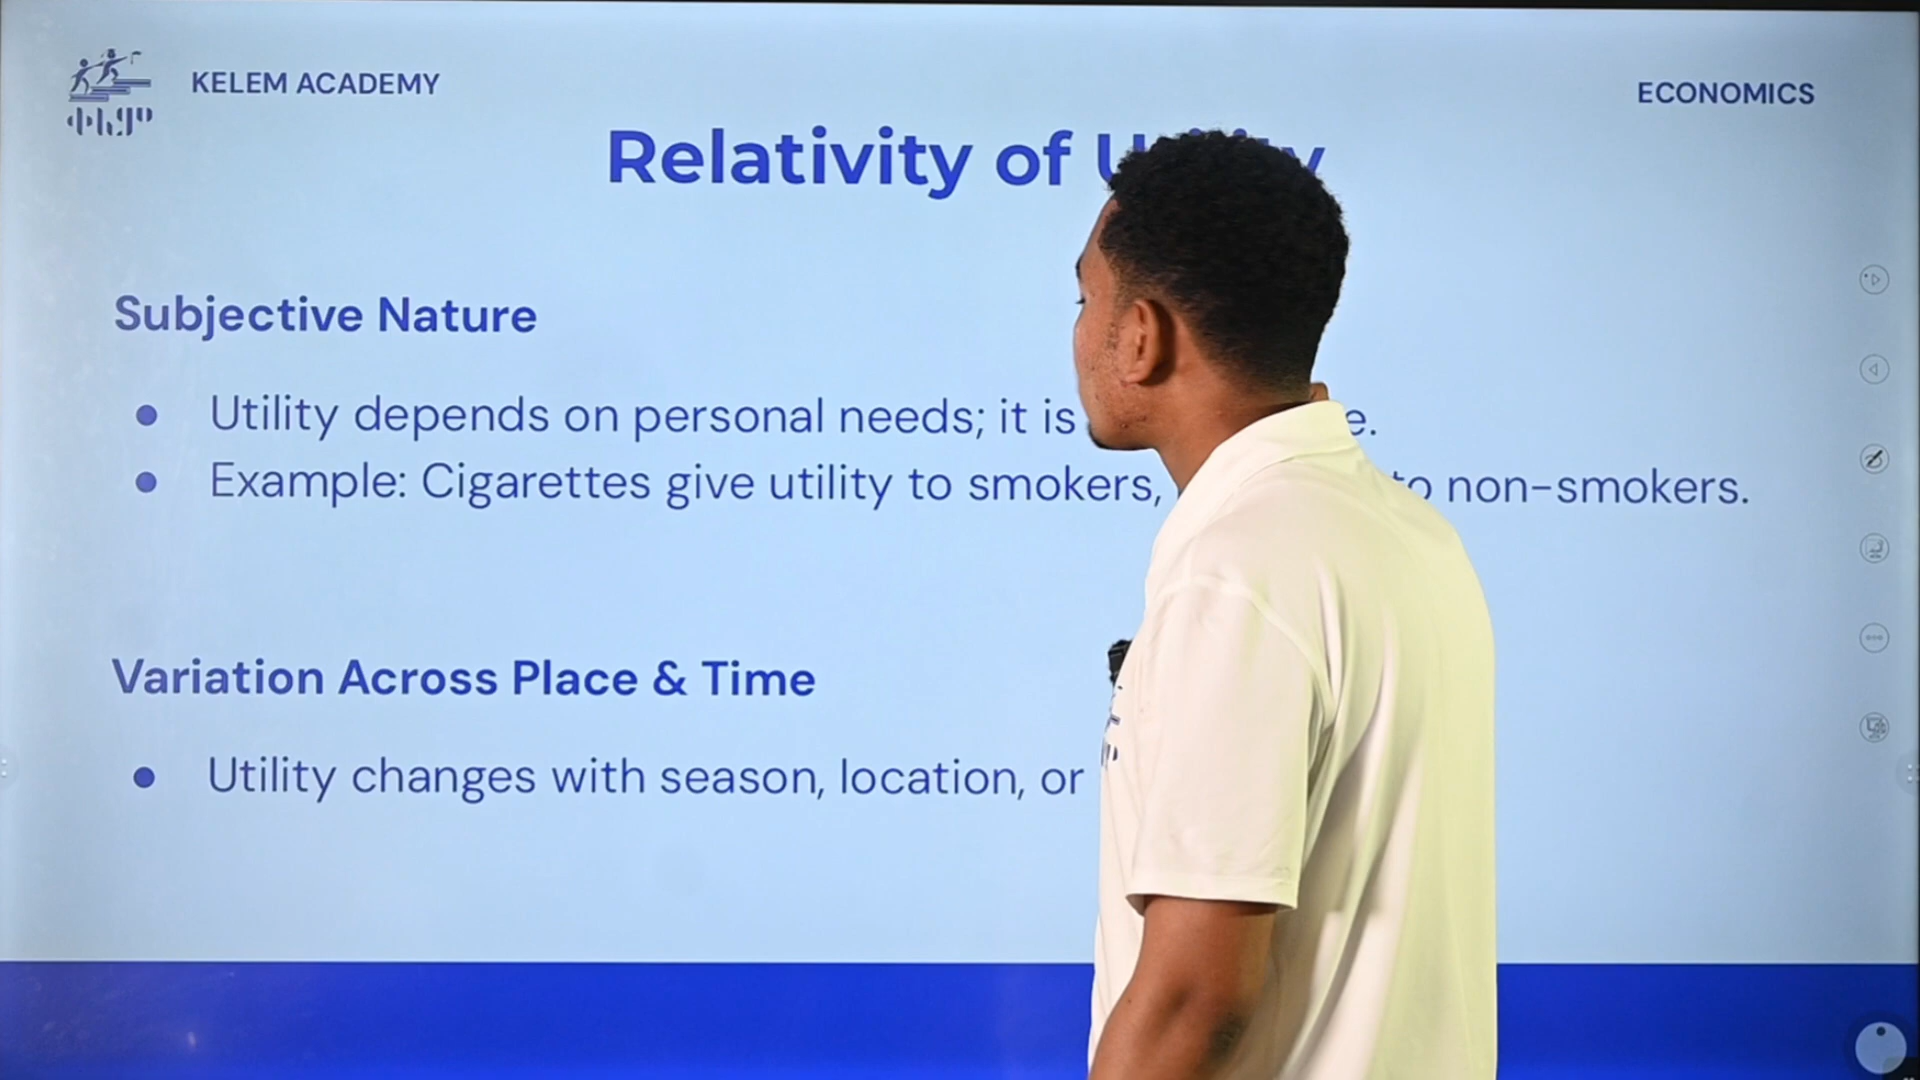 KELEM ACADEMY
ቀለም
ECONOMICS
Relativity of
Subjective Nature
Utility depends on personal needs; it is
Example: Cigarettes give utility to smokers, to non-smokers.
Variation Across Place & Time
Utility changes with season, location, or